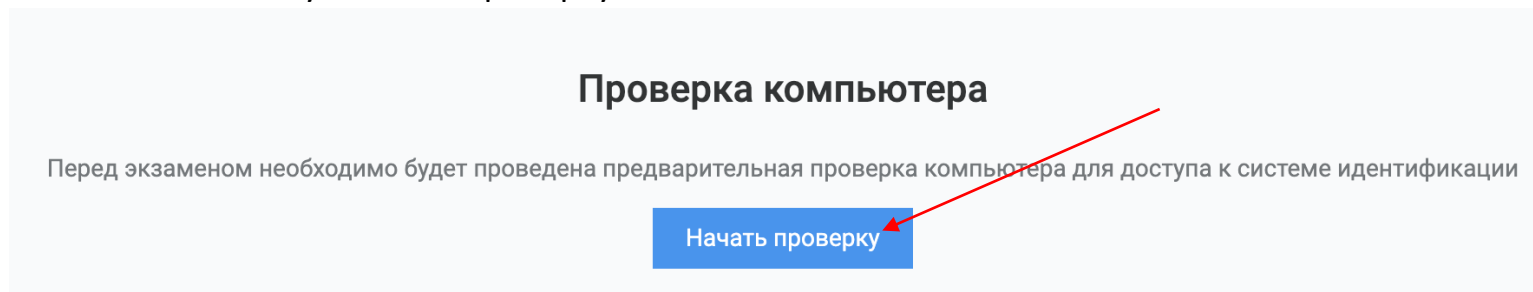 Проверка компьютера
Перед экзаменом необходимо будет проведена предварительная проверка компьютера для доступа к системе идентификации
Начать проверку